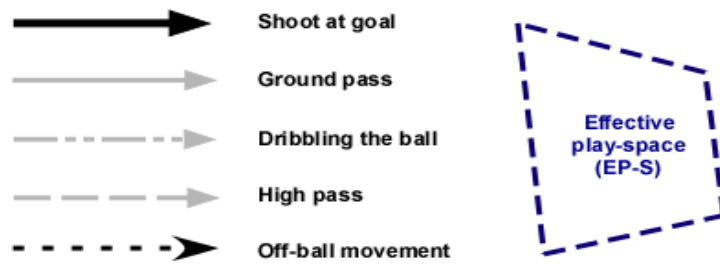 Shoot at goal
Ground pass
Dribbling the ball
High pass
Off-ball movement
Effective
play-space
(EP-S)